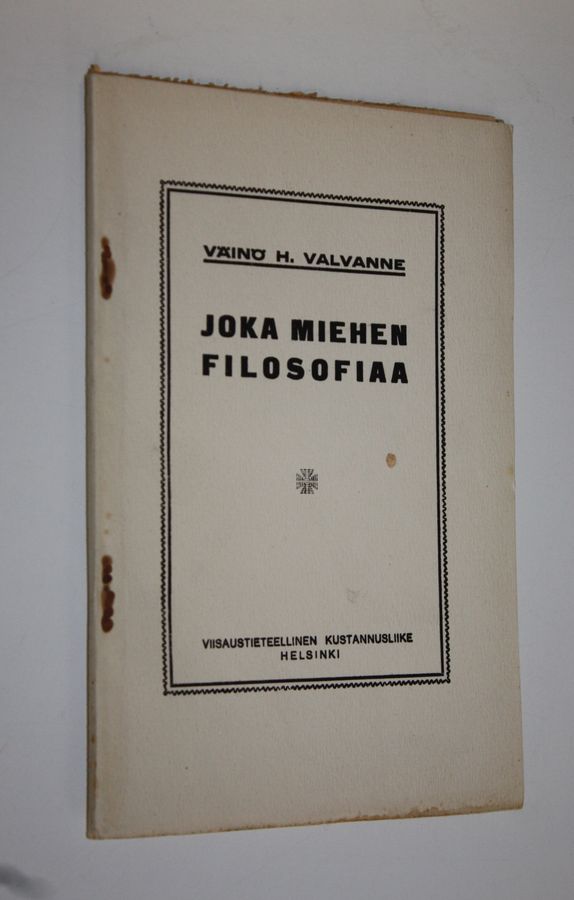 VÄINÖ H. VALVANNE
JOKA MIEHEN
FILOSOFIAA
VIISAUSTIETEELLINEN KUSTANNUSLIIKE
HELSINKI